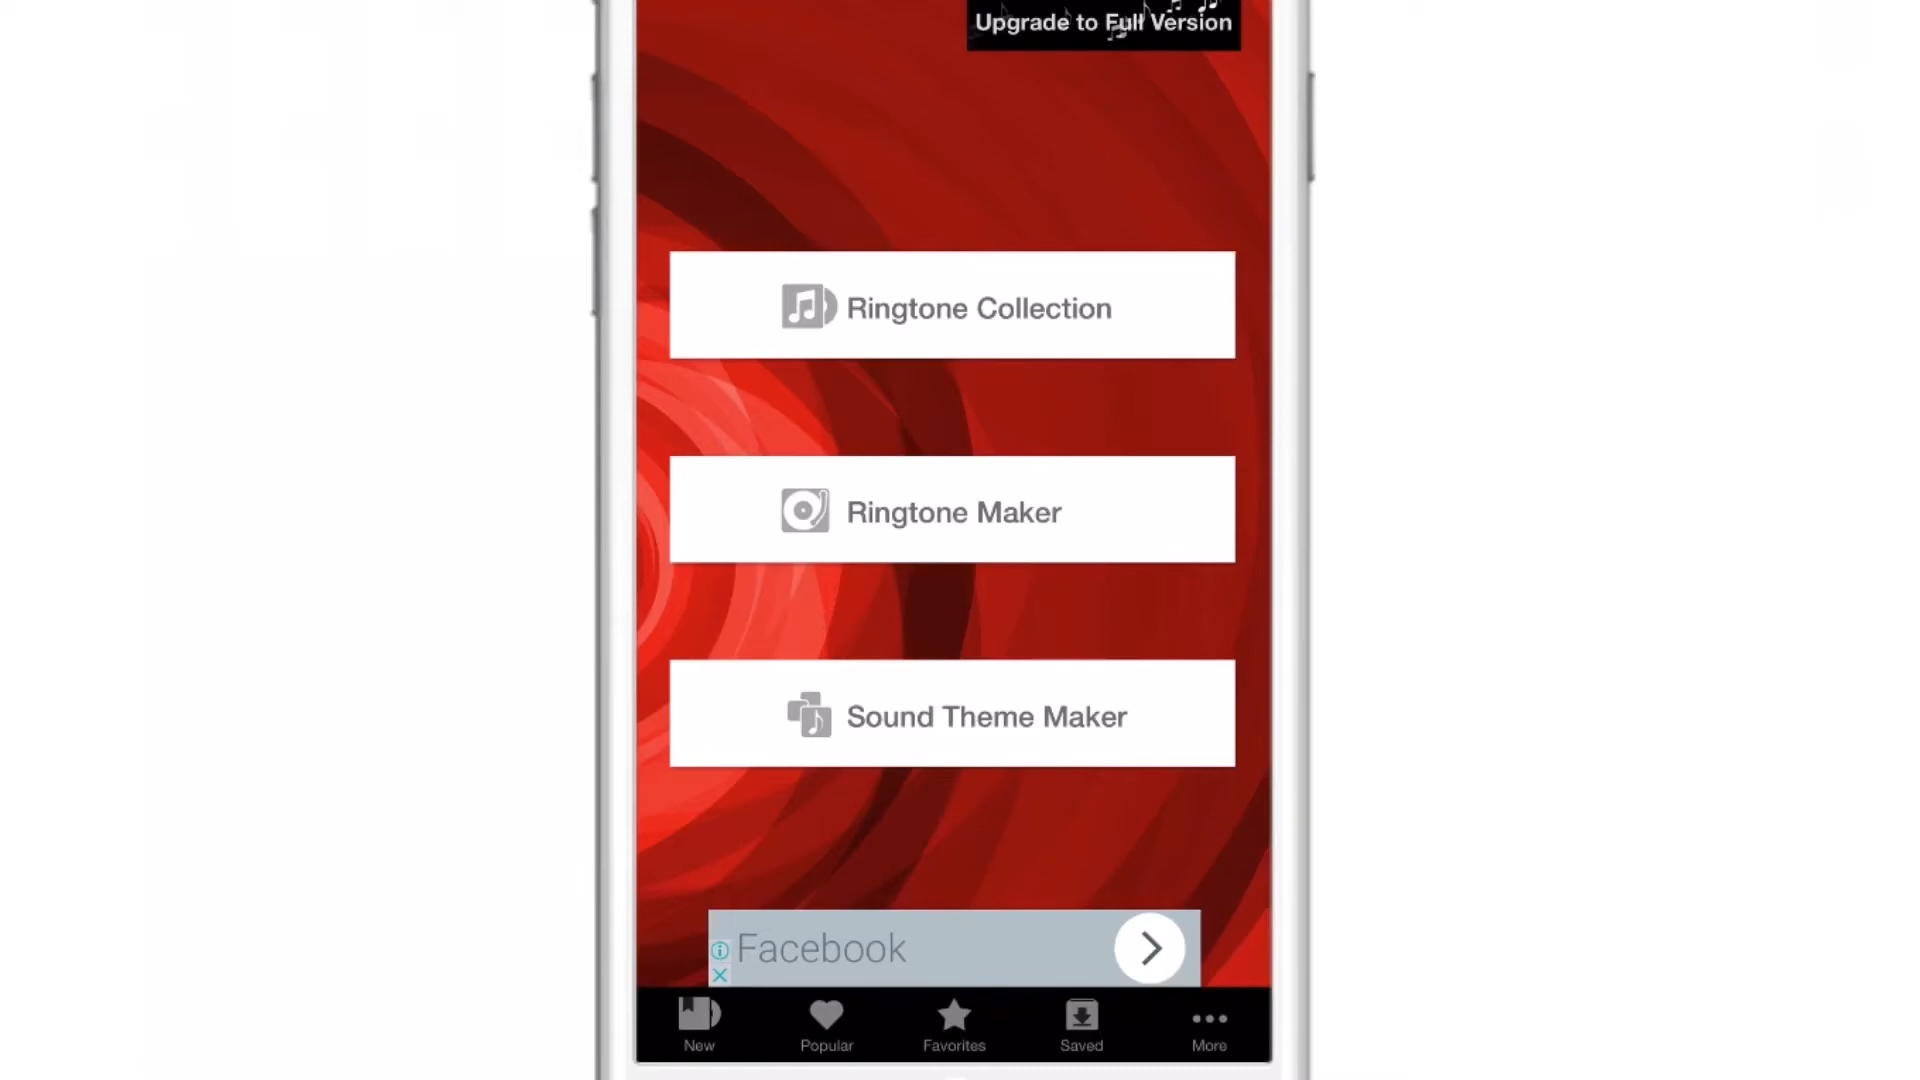 Upgrade to Full Version
Ringtone Collection
Ringtone Maker
Sound Theme Maker
Facebook
New
Popular
Favorites
Saved
More